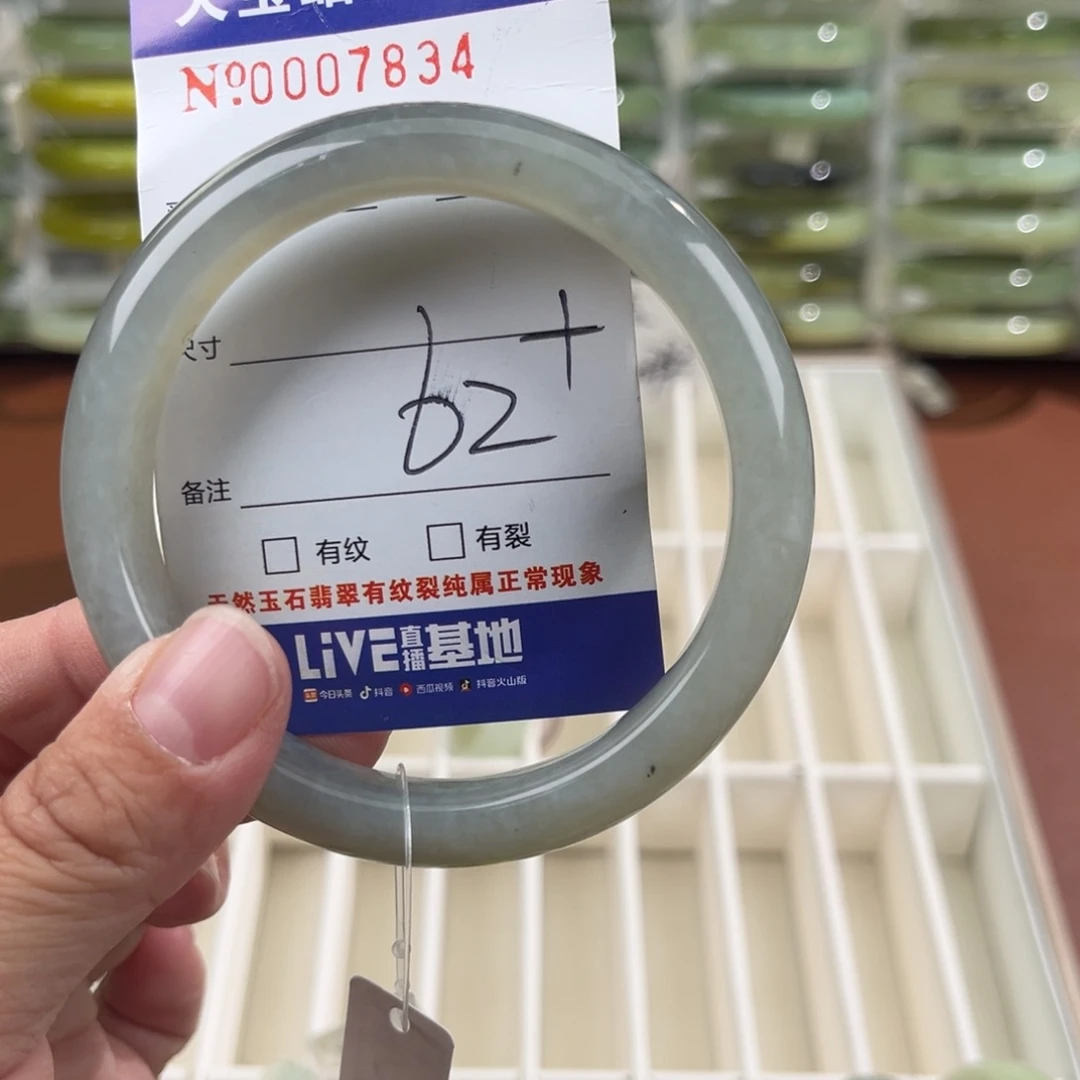 №0007834
尺寸 62+
备注
有纹 有裂
天然玉石翡翠有纹裂纯属正常现象
LiVE直播基地
今日头条 抖音 西瓜视频 抖音火山版